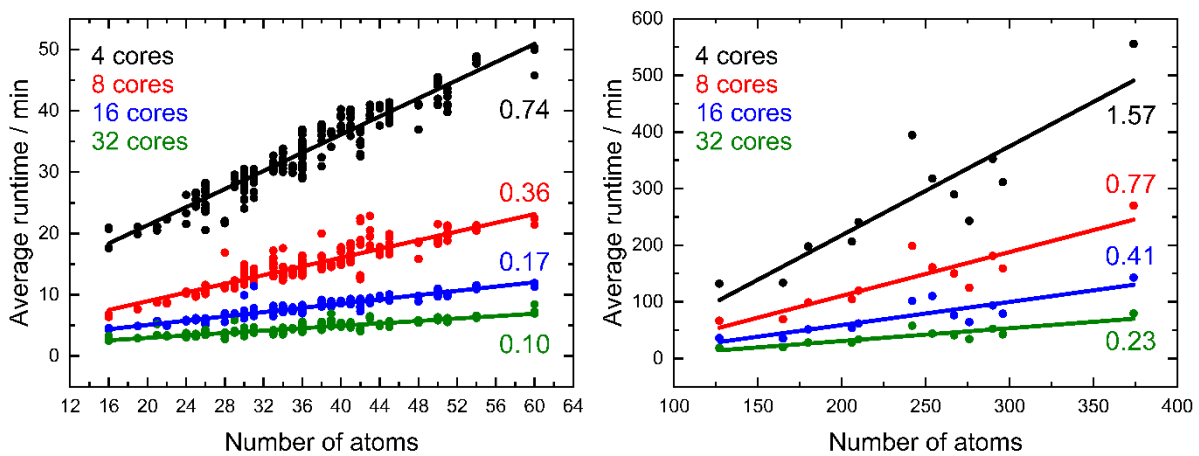 50
40
30
20
10
0
Average runtime / min
4 cores
8 cores
16 cores
32 cores
0.74
0.36
0.17
0.10
12 16 20 24 28 32 36 40 44 48 52 56 60 64
Number of atoms
600
500
400
300
200
100
0
Average runtime / min
4 cores
8 cores
16 cores
32 cores
1.57
0.77
0.41
0.23
100 150 200 250 300 350 400
Number of atoms